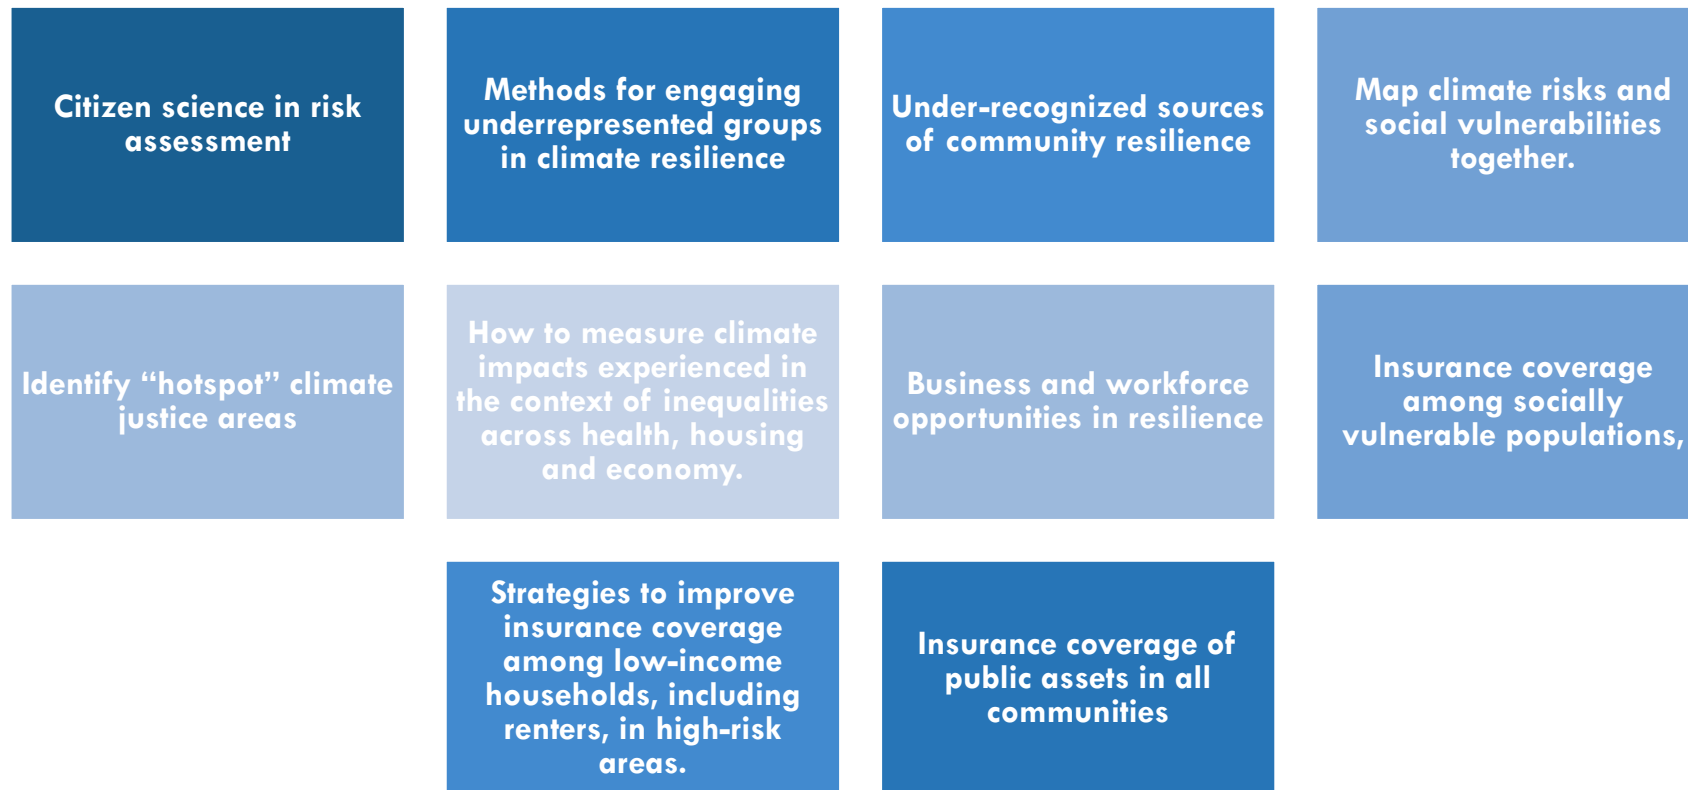 Citizen science in risk
assessment
Methods for engaging
underrepresented groups
in climate resilience
Under-recognized sources
of community resilience
Map climate risks and
social vulnerabilities
together.
Identify “hotspot” climate
justice areas
How to measure climate
impacts experienced in
the context of inequalities
across health, housing
and economy.
Business and workforce
opportunities in resilience
Insurance coverage
among socially
vulnerable populations,
Strategies to improve
insurance coverage
among low-income
households, including
renters, in high-risk
areas.
Insurance coverage of
public assets in all
communities